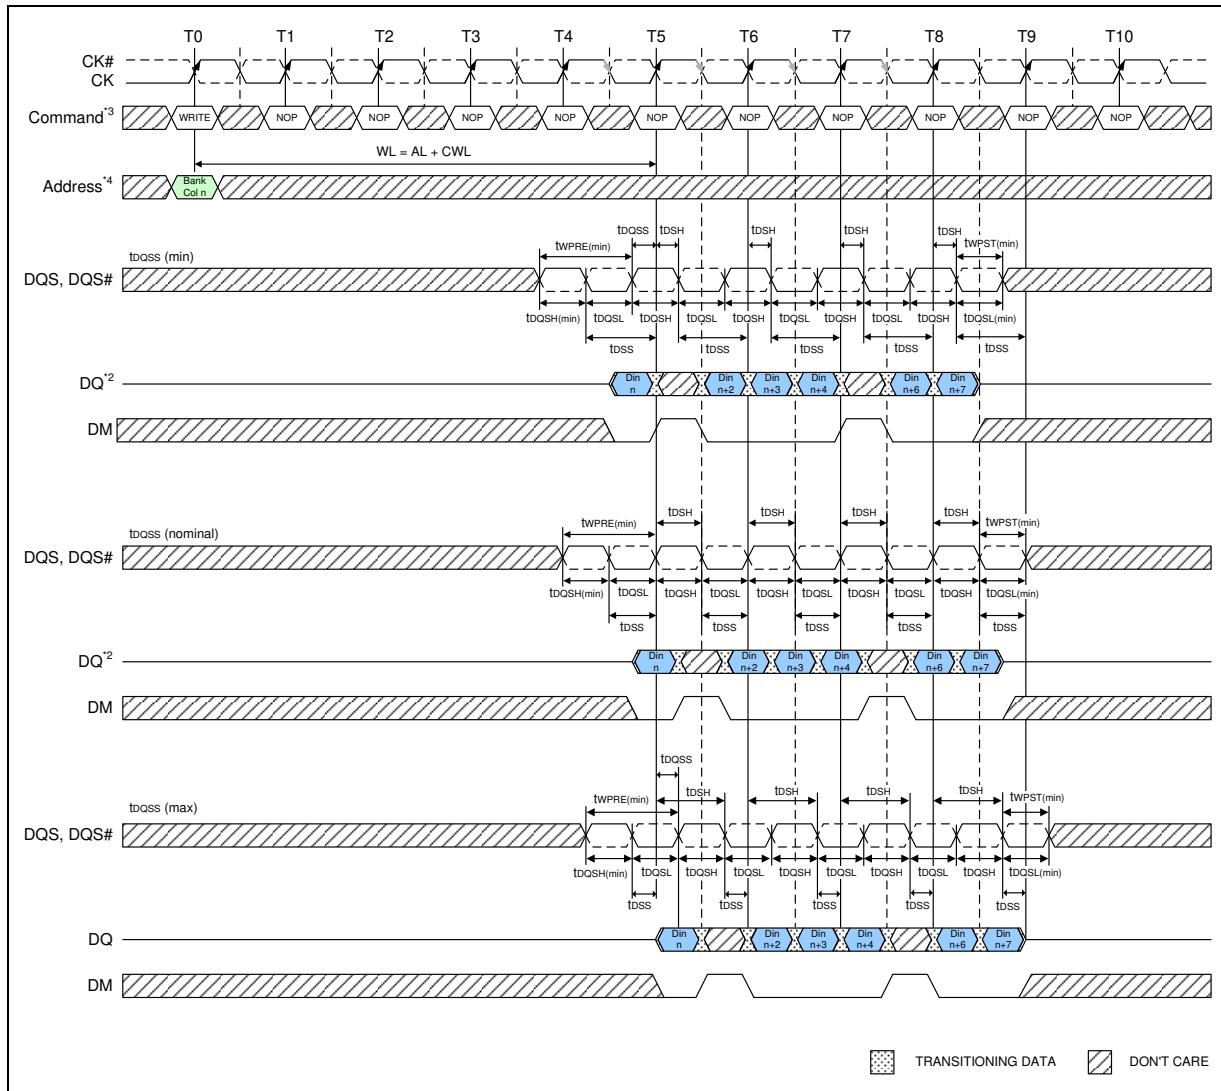 T0 T1 T2 T3 T4 T5 T6 T7 T8 T9 T10
CK#
CK
Command*3 WRITE NOP NOP NOP NOP NOP NOP NOP NOP NOP NOP
WL = AL + CWL
Address*4 Bank Col n
tDQSS tDSH tDSH tDSH tDSH
tWPRE(min) tWPST(min)
tDQSS (min)
DQS, DQS#
tDQSH(min) tDQSL tDQSH tDQSL tDQSH tDQSL tDQSH tDQSL tDQSH tDQSL(min)
tDSS tDSS tDSS tDSS tDSS
DQ*2 Din n Din n+2 Din n+3 Din n+4 Din n+6 Din n+7
DM
tWPRE(min) tDSH tDSH tDSH tDSH tWPST(min)
tDQSS (nominal)
DQS, DQS#
tDQSH(min) tDQSL tDQSH tDQSL tDQSH tDQSL tDQSH tDQSL tDQSH tDQSL(min)
tDSS tDSS tDSS tDSS tDSS
DQ*2 Din n Din n+2 Din n+3 Din n+4 Din n+6 Din n+7
DM
tDQSS
tWPRE(min) tDSH tDSH tDSH tDSH tWPST(min)
tDQSS (max)
DQS, DQS#
tDQSH(min) tDQSL tDQSH tDQSL tDQSH tDQSL tDQSH tDQSL tDQSH tDQSL(min)
tDSS tDSS tDSS tDSS tDSS
DQ Din n Din n+2 Din n+3 Din n+4 Din n+6 Din n+7
DM
TRANSITIONING DATA DON'T CARE